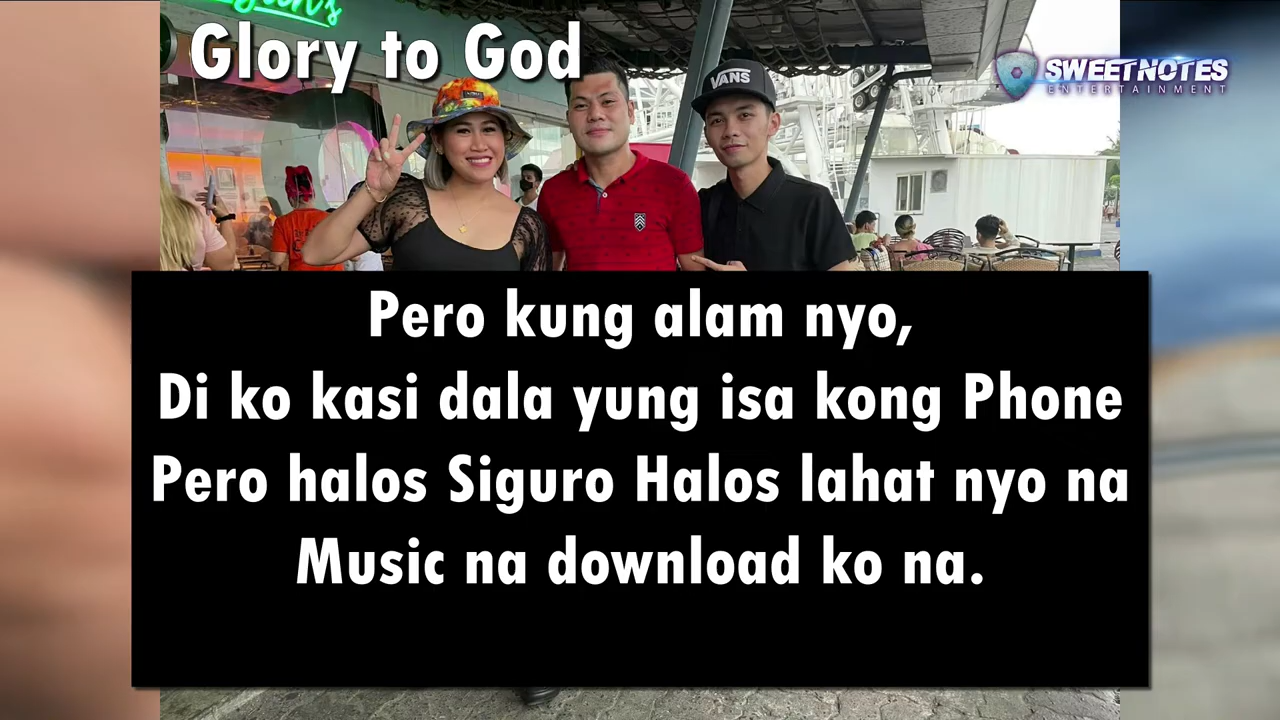 Glory to God
VANS
SWEETNOTES
ENTERTAINMENT
Pero kung alam nyo,
Di ko kasi dala yung isa kong Phone
Pero halos Siguro Halos lahat nyo na
Music na download ko na.